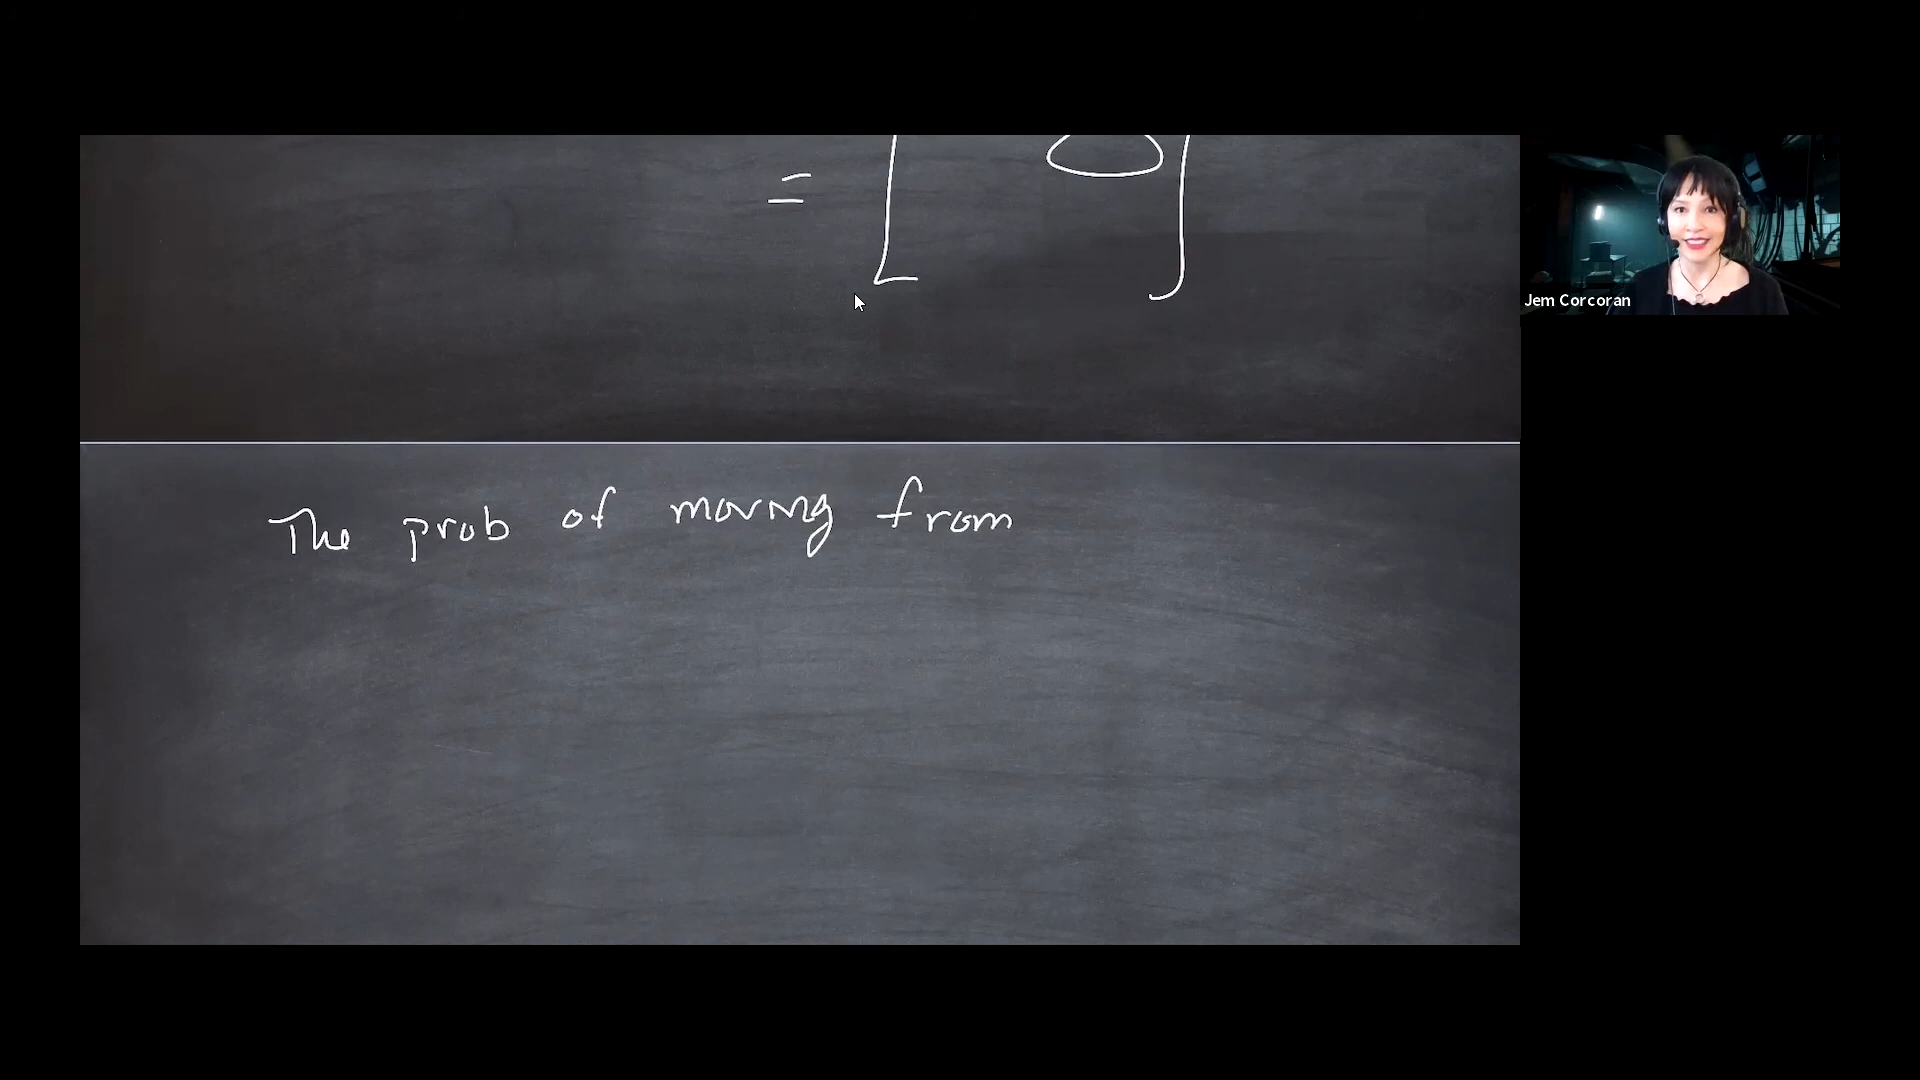 =
Jem Corcoran
The prob of moving from